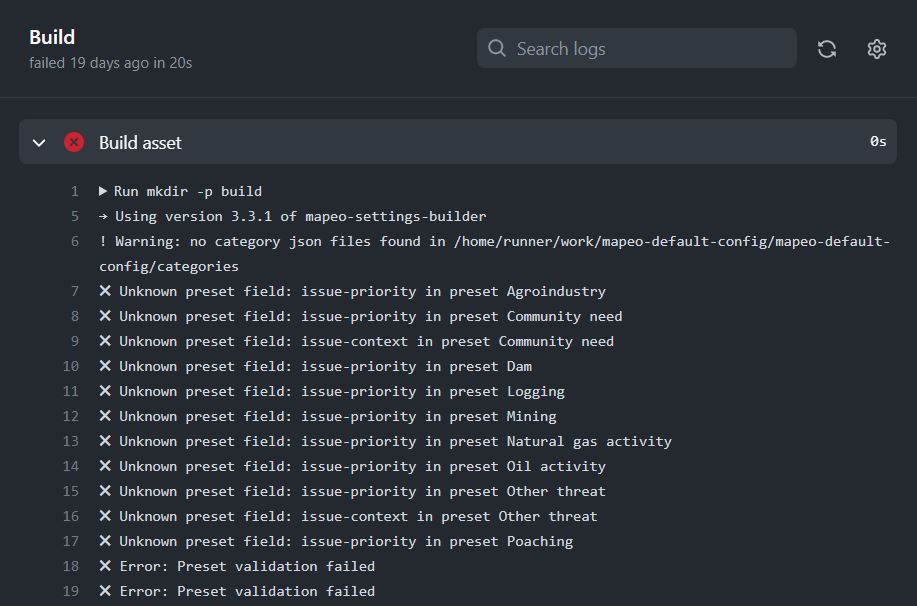 Build
failed 19 days ago in 20s
Search logs
Build asset
0s
1 Run mkdir -p build
5 → Using version 3.3.1 of mapeo-settings-builder
6 ! Warning: no category json files found in /home/runner/work/mapeo-default-config/mapeo-default-
config/categories
7 ✕ Unknown preset field: issue-priority in preset Agroindustry
8 ✕ Unknown preset field: issue-priority in preset Community need
9 ✕ Unknown preset field: issue-context in preset Community need
10 ✕ Unknown preset field: issue-priority in preset Dam
11 ✕ Unknown preset field: issue-priority in preset Logging
12 ✕ Unknown preset field: issue-priority in preset Mining
13 ✕ Unknown preset field: issue-priority in preset Natural gas activity
14 ✕ Unknown preset field: issue-priority in preset Oil activity
15 ✕ Unknown preset field: issue-priority in preset Other threat
16 ✕ Unknown preset field: issue-context in preset Other threat
17 ✕ Unknown preset field: issue-priority in preset Poaching
18 ✕ Error: Preset validation failed
19 ✕ Error: Preset validation failed